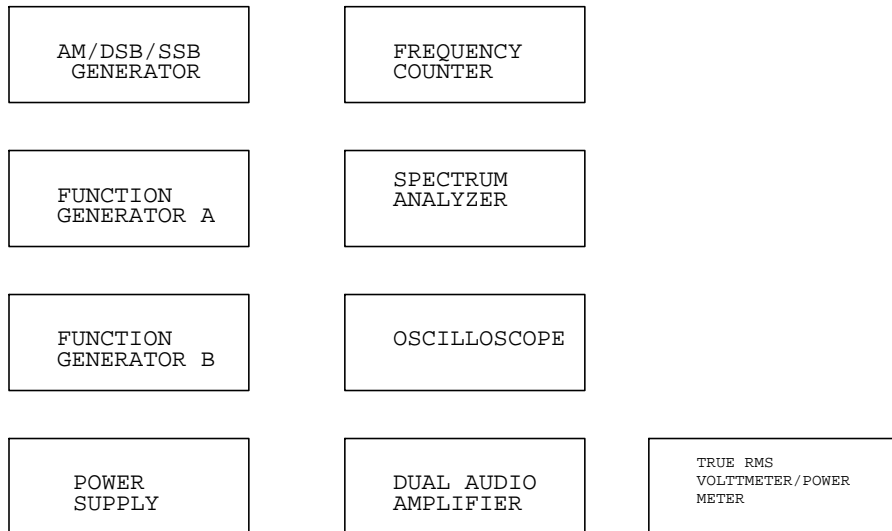 AM/DSB/SSB
GENERATOR
FREQUENCY
COUNTER
FUNCTION
GENERATOR A
SPECTRUM
ANALYZER
FUNCTION
GENERATOR B
OSCILLOSCOPE
POWER
SUPPLY
DUAL AUDIO
AMPLIFIER
TRUE RMS
VOLTTMETER/POWER
METER